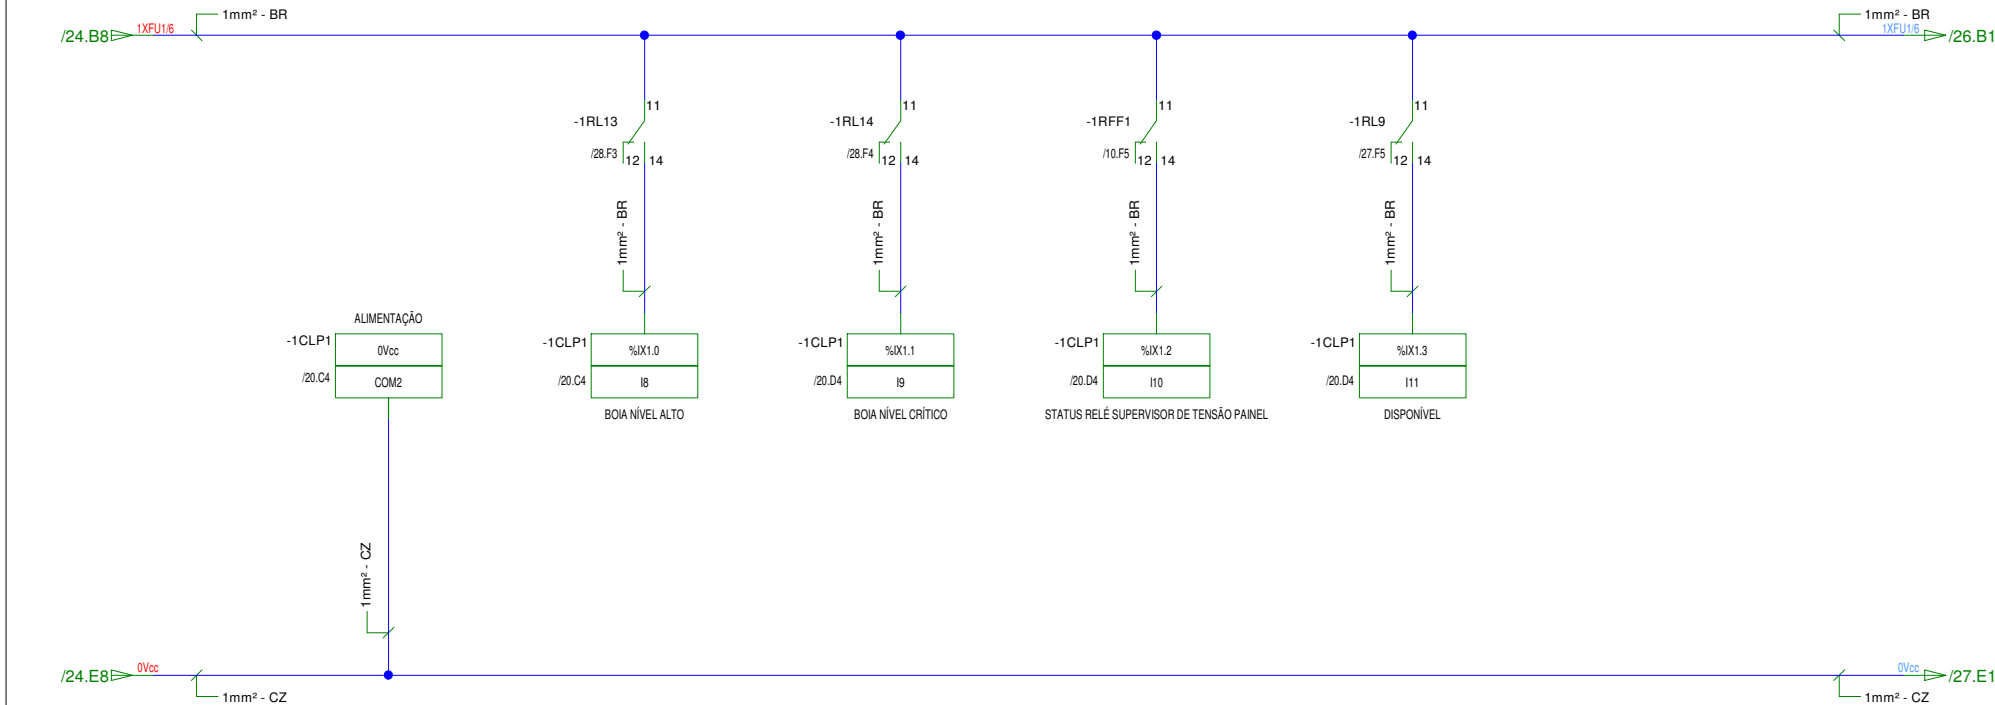 1mm² - BR
1mm² - BR
/24.B8
1XFU1/6
1XFU1/6
/26.B1
11
11
11
11
-1RL13
-1RL14
-1RFF1
-1RL9
/28.F3
12
14
/28.F4
12
14
/10.F5
12
14
/27.F5
12
14
1mm² - BR
1mm² - BR
1mm² - BR
1mm² - BR
ALIMENTAÇÃO
-1CLP1
0Vcc
-1CLP1
%IX1.0
-1CLP1
%IX1.1
-1CLP1
%IX1.2
-1CLP1
%IX1.3
/20.C4
COM2
/20.C4
I8
/20.D4
I9
/20.D4
I10
/20.D4
I11
BOIA NÍVEL ALTO
BOIA NÍVEL CRÍTICO
STATUS RELÉ SUPERVISOR DE TENSÃO PAINEL
DISPONÍVEL
1mm² - CZ
/24.E8
0Vcc
0Vcc
/27.E1
1mm² - CZ
1mm² - CZ